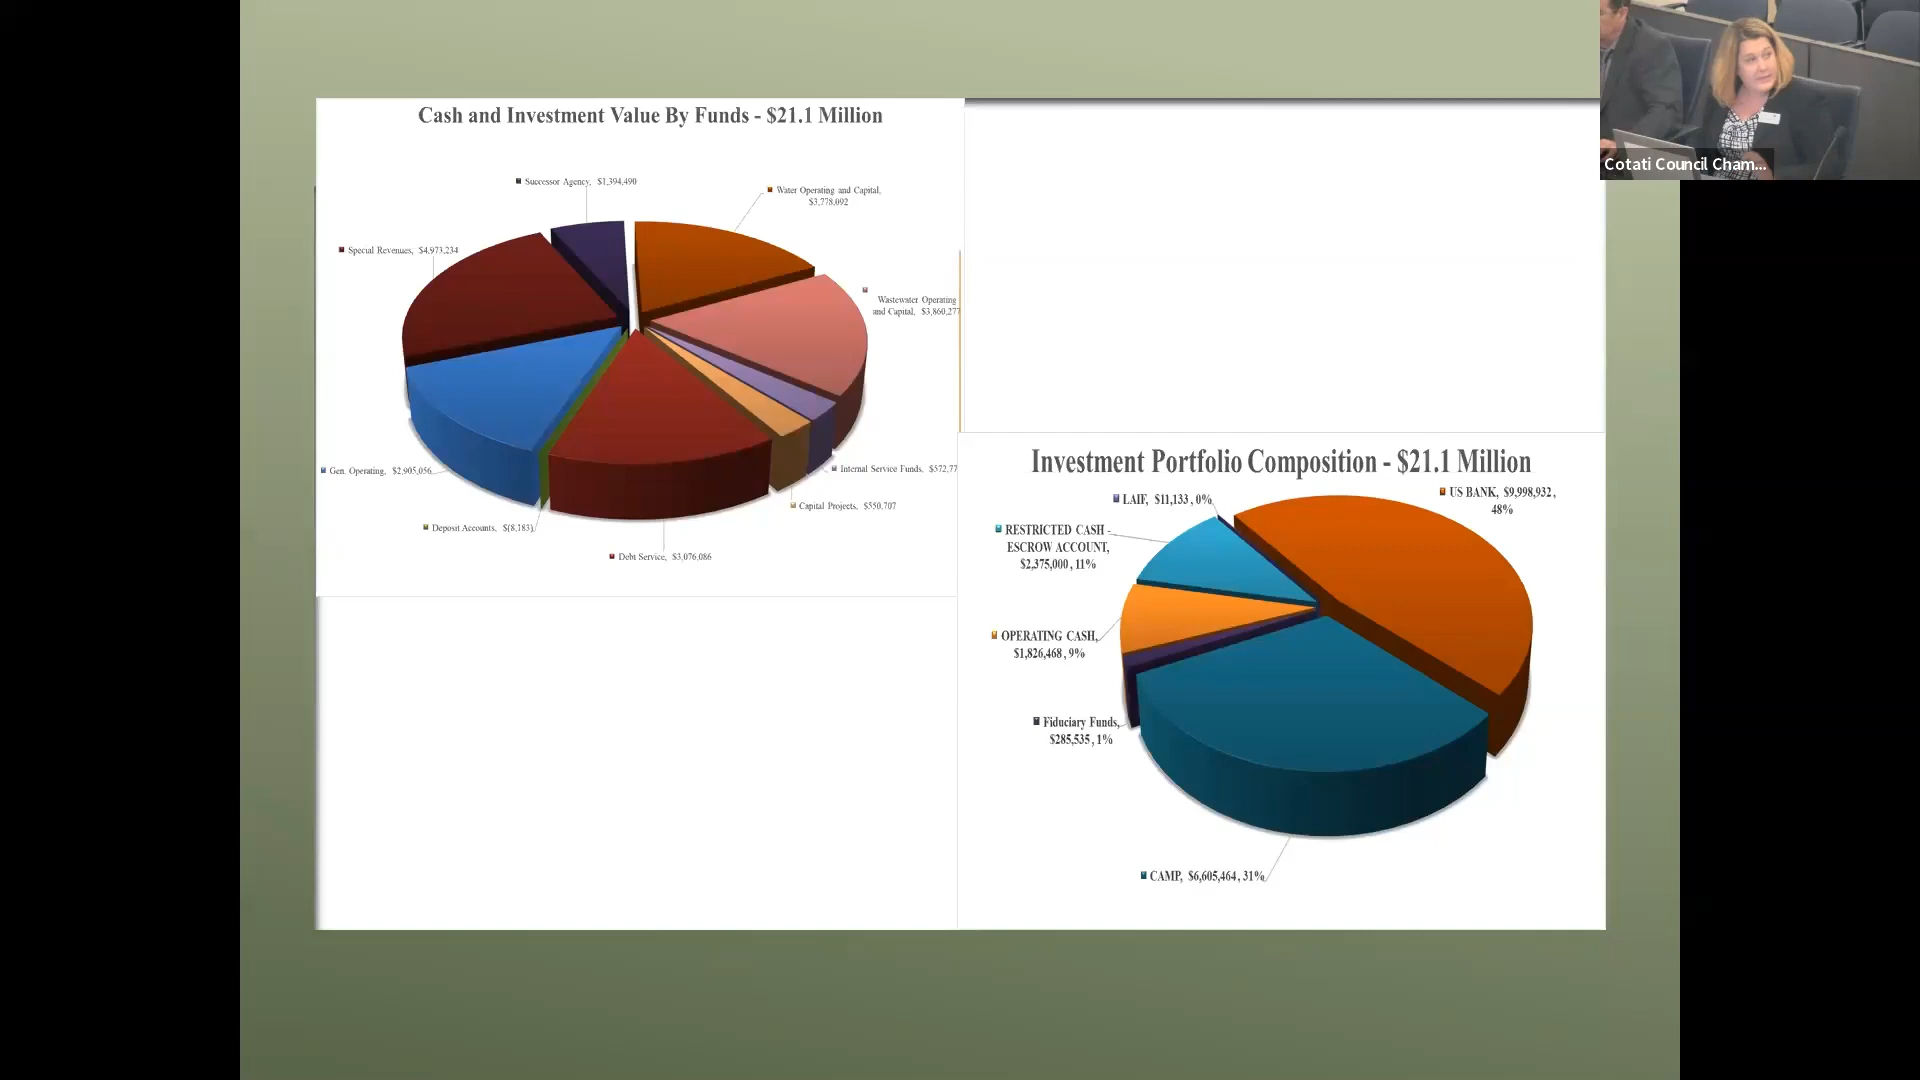 Cash and Investment Value By Funds - $21.1 Million
Successor Agency, $1,394,490
Water Operating and Capital,
$3,778,092
Special Revenues, $4,973,234
Wastewater Operating
and Capital, $3,860,277
Gen. Operating, $2,905,056
Internal Service Funds, $572,77
Capital Projects, $550,707
Deposit Accounts, $(8,183)
Debt Service, $3,076,086
Investment Portfolio Composition - $21.1 Million
LAIF, $11,133, 0%
US BANK, $9,998,932,
48%
RESTRICTED CASH -
ESCROW ACCOUNT,
$2,375,000, 11%
OPERATING CASH,
$1,826,468, 9%
Fiduciary Funds,
$285,535, 1%
CAMP, $6,605,464, 31%
Cotati Council Cham...